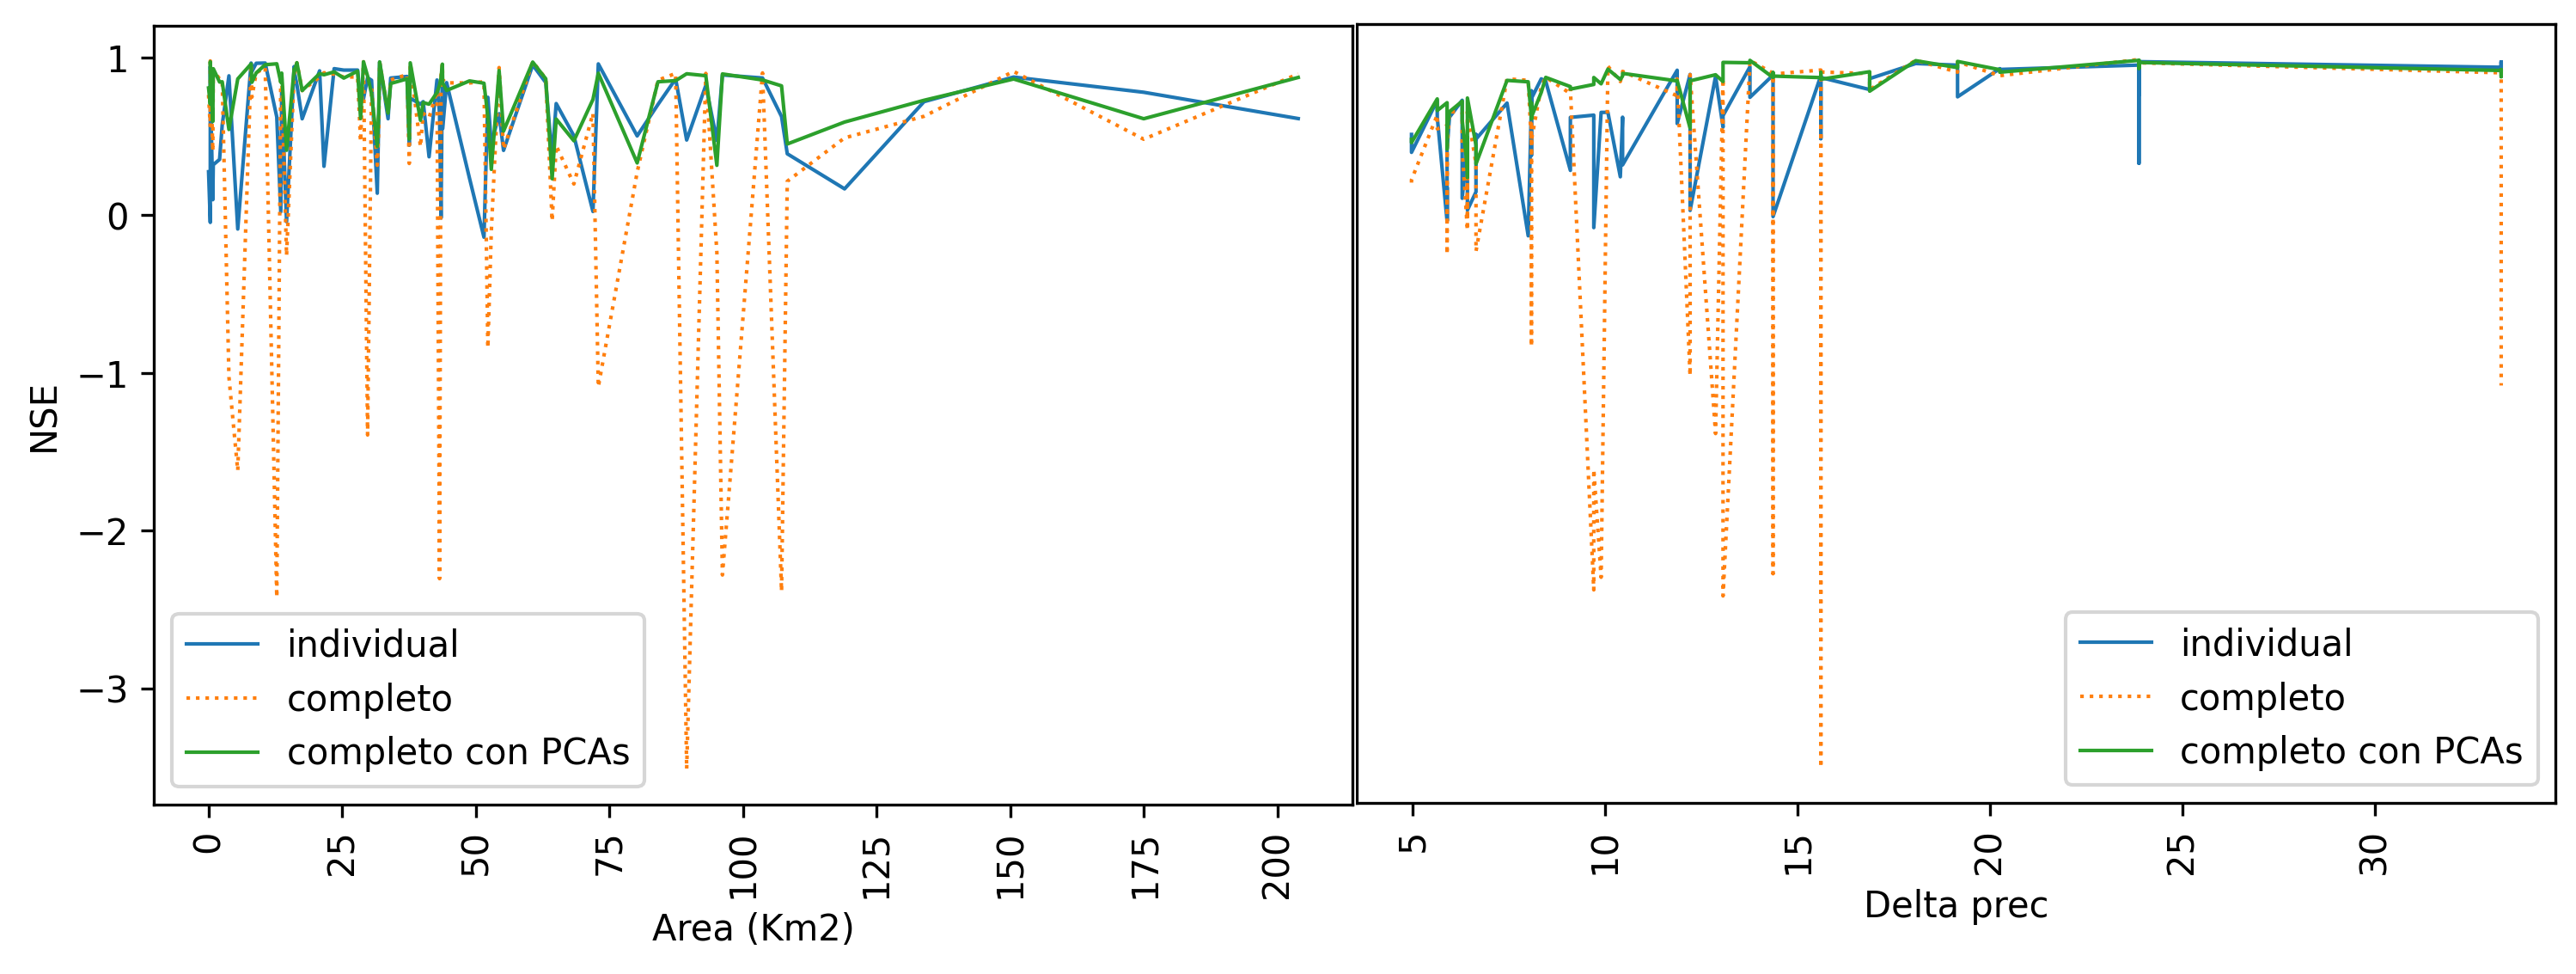 NSE
1
0
−1
−2
−3
individual
completo
completo con PCAs
0
25
50
75
100
125
150
175
200
Area (Km2)
individual
completo
completo con PCAs
5
10
15
20
25
30
Delta prec